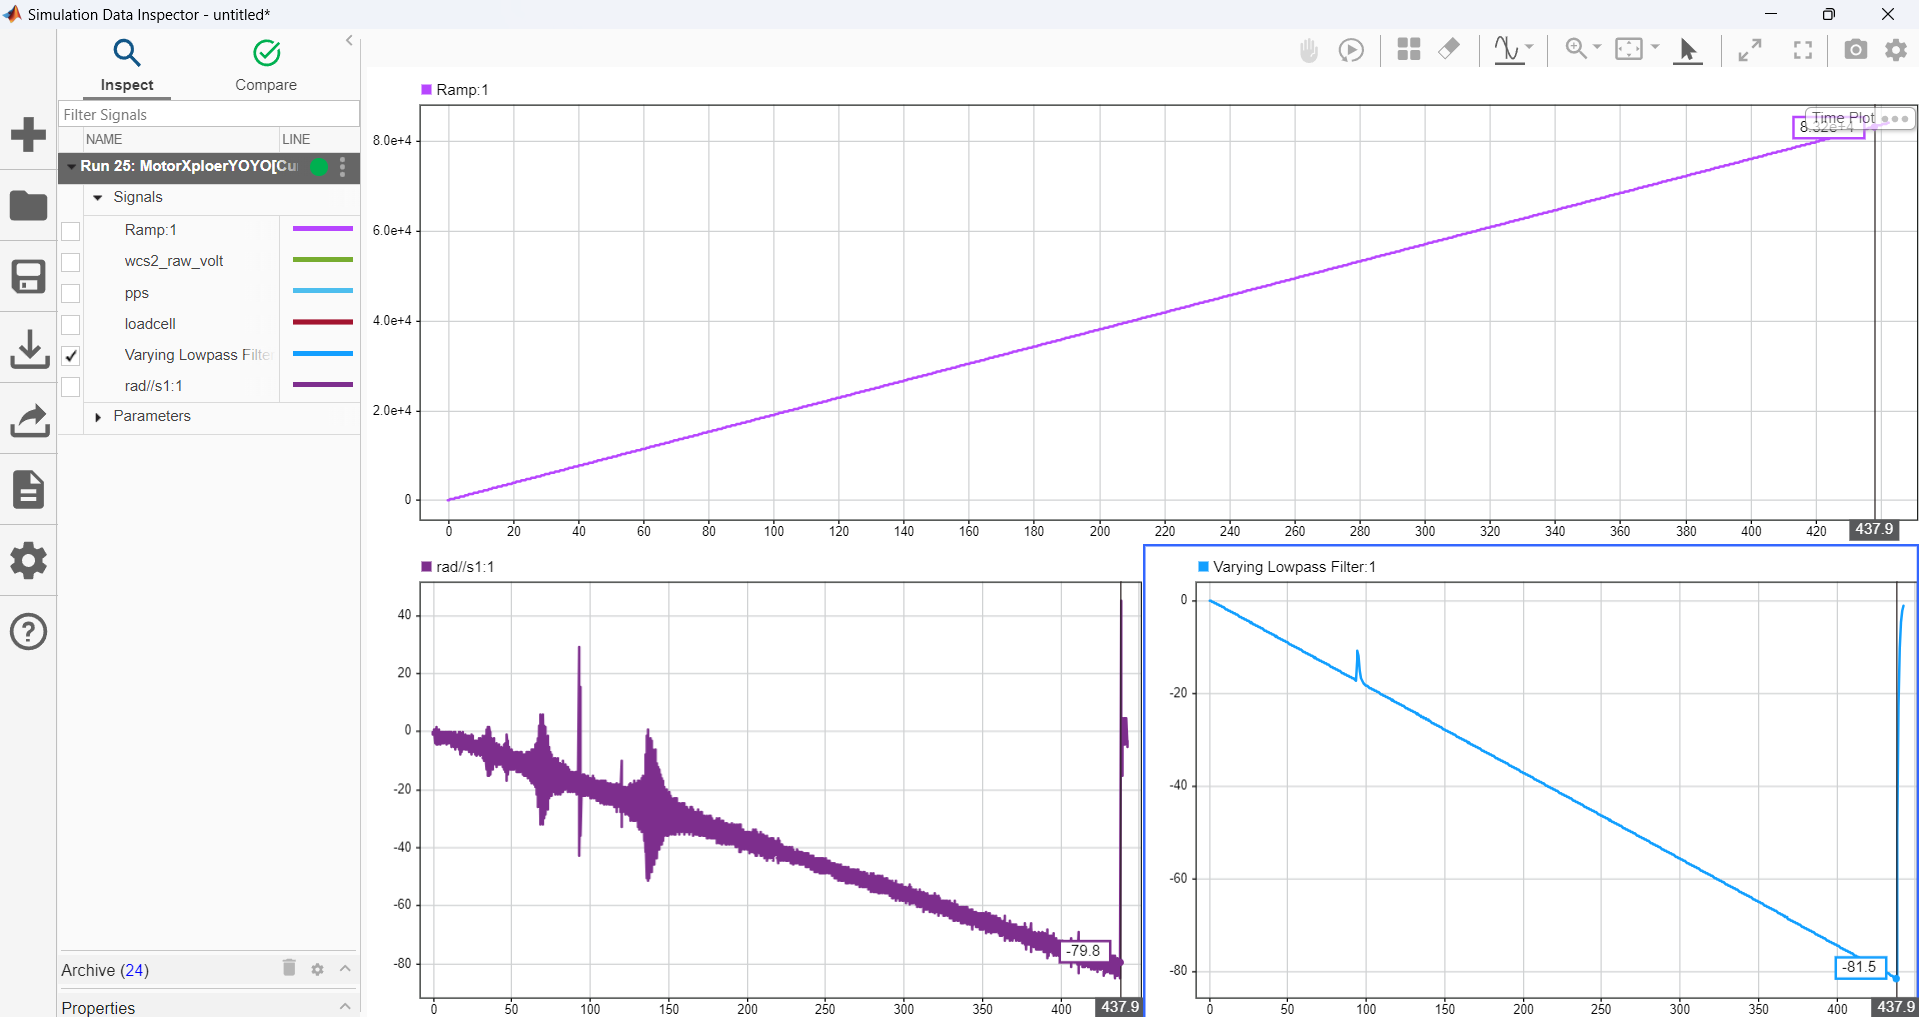 Simulation Data Inspector - untitled*
Inspect
Compare
Filter Signals
NAME
LINE
Run 25: MotorXploerYOYO[Cu
Signals
Ramp:1
wcs2_raw_volt
pps
loadcell
Varying Lowpass Filte
rad//s1:1
Parameters
Archive (24)
Properties
Ramp:1
Time Plot
8.32e+4
8.0e+4
6.0e+4
4.0e+4
2.0e+4
0
0 20 40 60 80 100 120 140 160 180 200 220 240 260 280 300 320 340 360 380 400 420 437.9
rad//s1:1
40
20
0
-20
-40
-60
-80
-79.8
0 50 100 150 200 250 300 350 400 437.9
Varying Lowpass Filter:1
0
-20
-40
-60
-80
-81.5
0 50 100 150 200 250 300 350 400 437.9